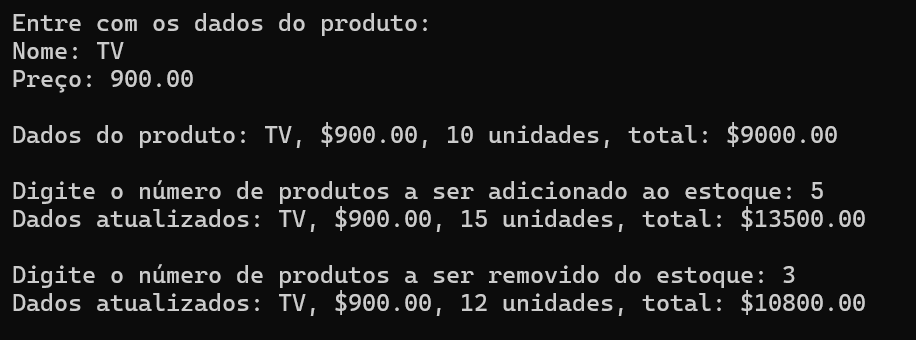 Entre com os dados do produto:
Nome: TV
Preço: 900.00
Dados do produto: TV, $900.00, 10 unidades, total: $9000.00
Digite o número de produtos a ser adicionado ao estoque: 5
Dados atualizados: TV, $900.00, 15 unidades, total: $13500.00
Digite o número de produtos a ser removido do estoque: 3
Dados atualizados: TV, $900.00, 12 unidades, total: $10800.00